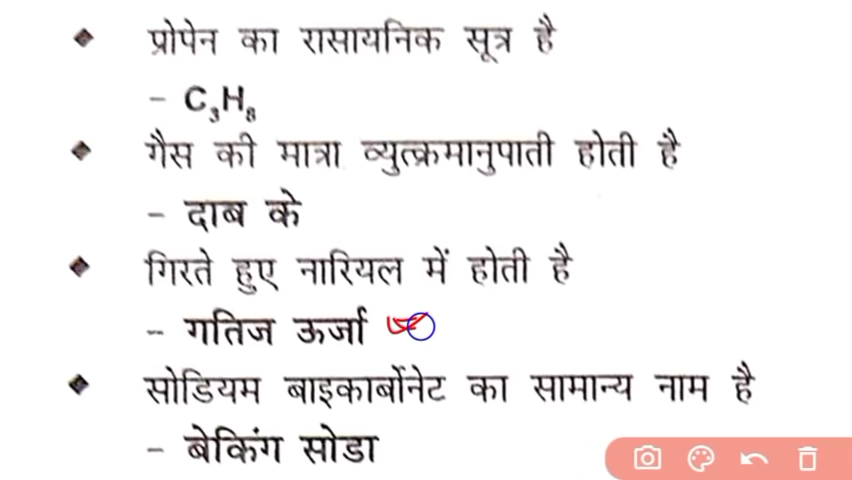 ◆ प्रोपेन का रासायनिक सूत्र है
– C₃H₈
◆ गैस की मात्रा व्युत्क्रमानुपाती होती है
– दाब के
◆ गिरते हुए नारियल में होती है
– गतिज ऊर्जा
◆ सोडियम बाइकार्बोनेट का सामान्य नाम है
– बेकिंग सोडा